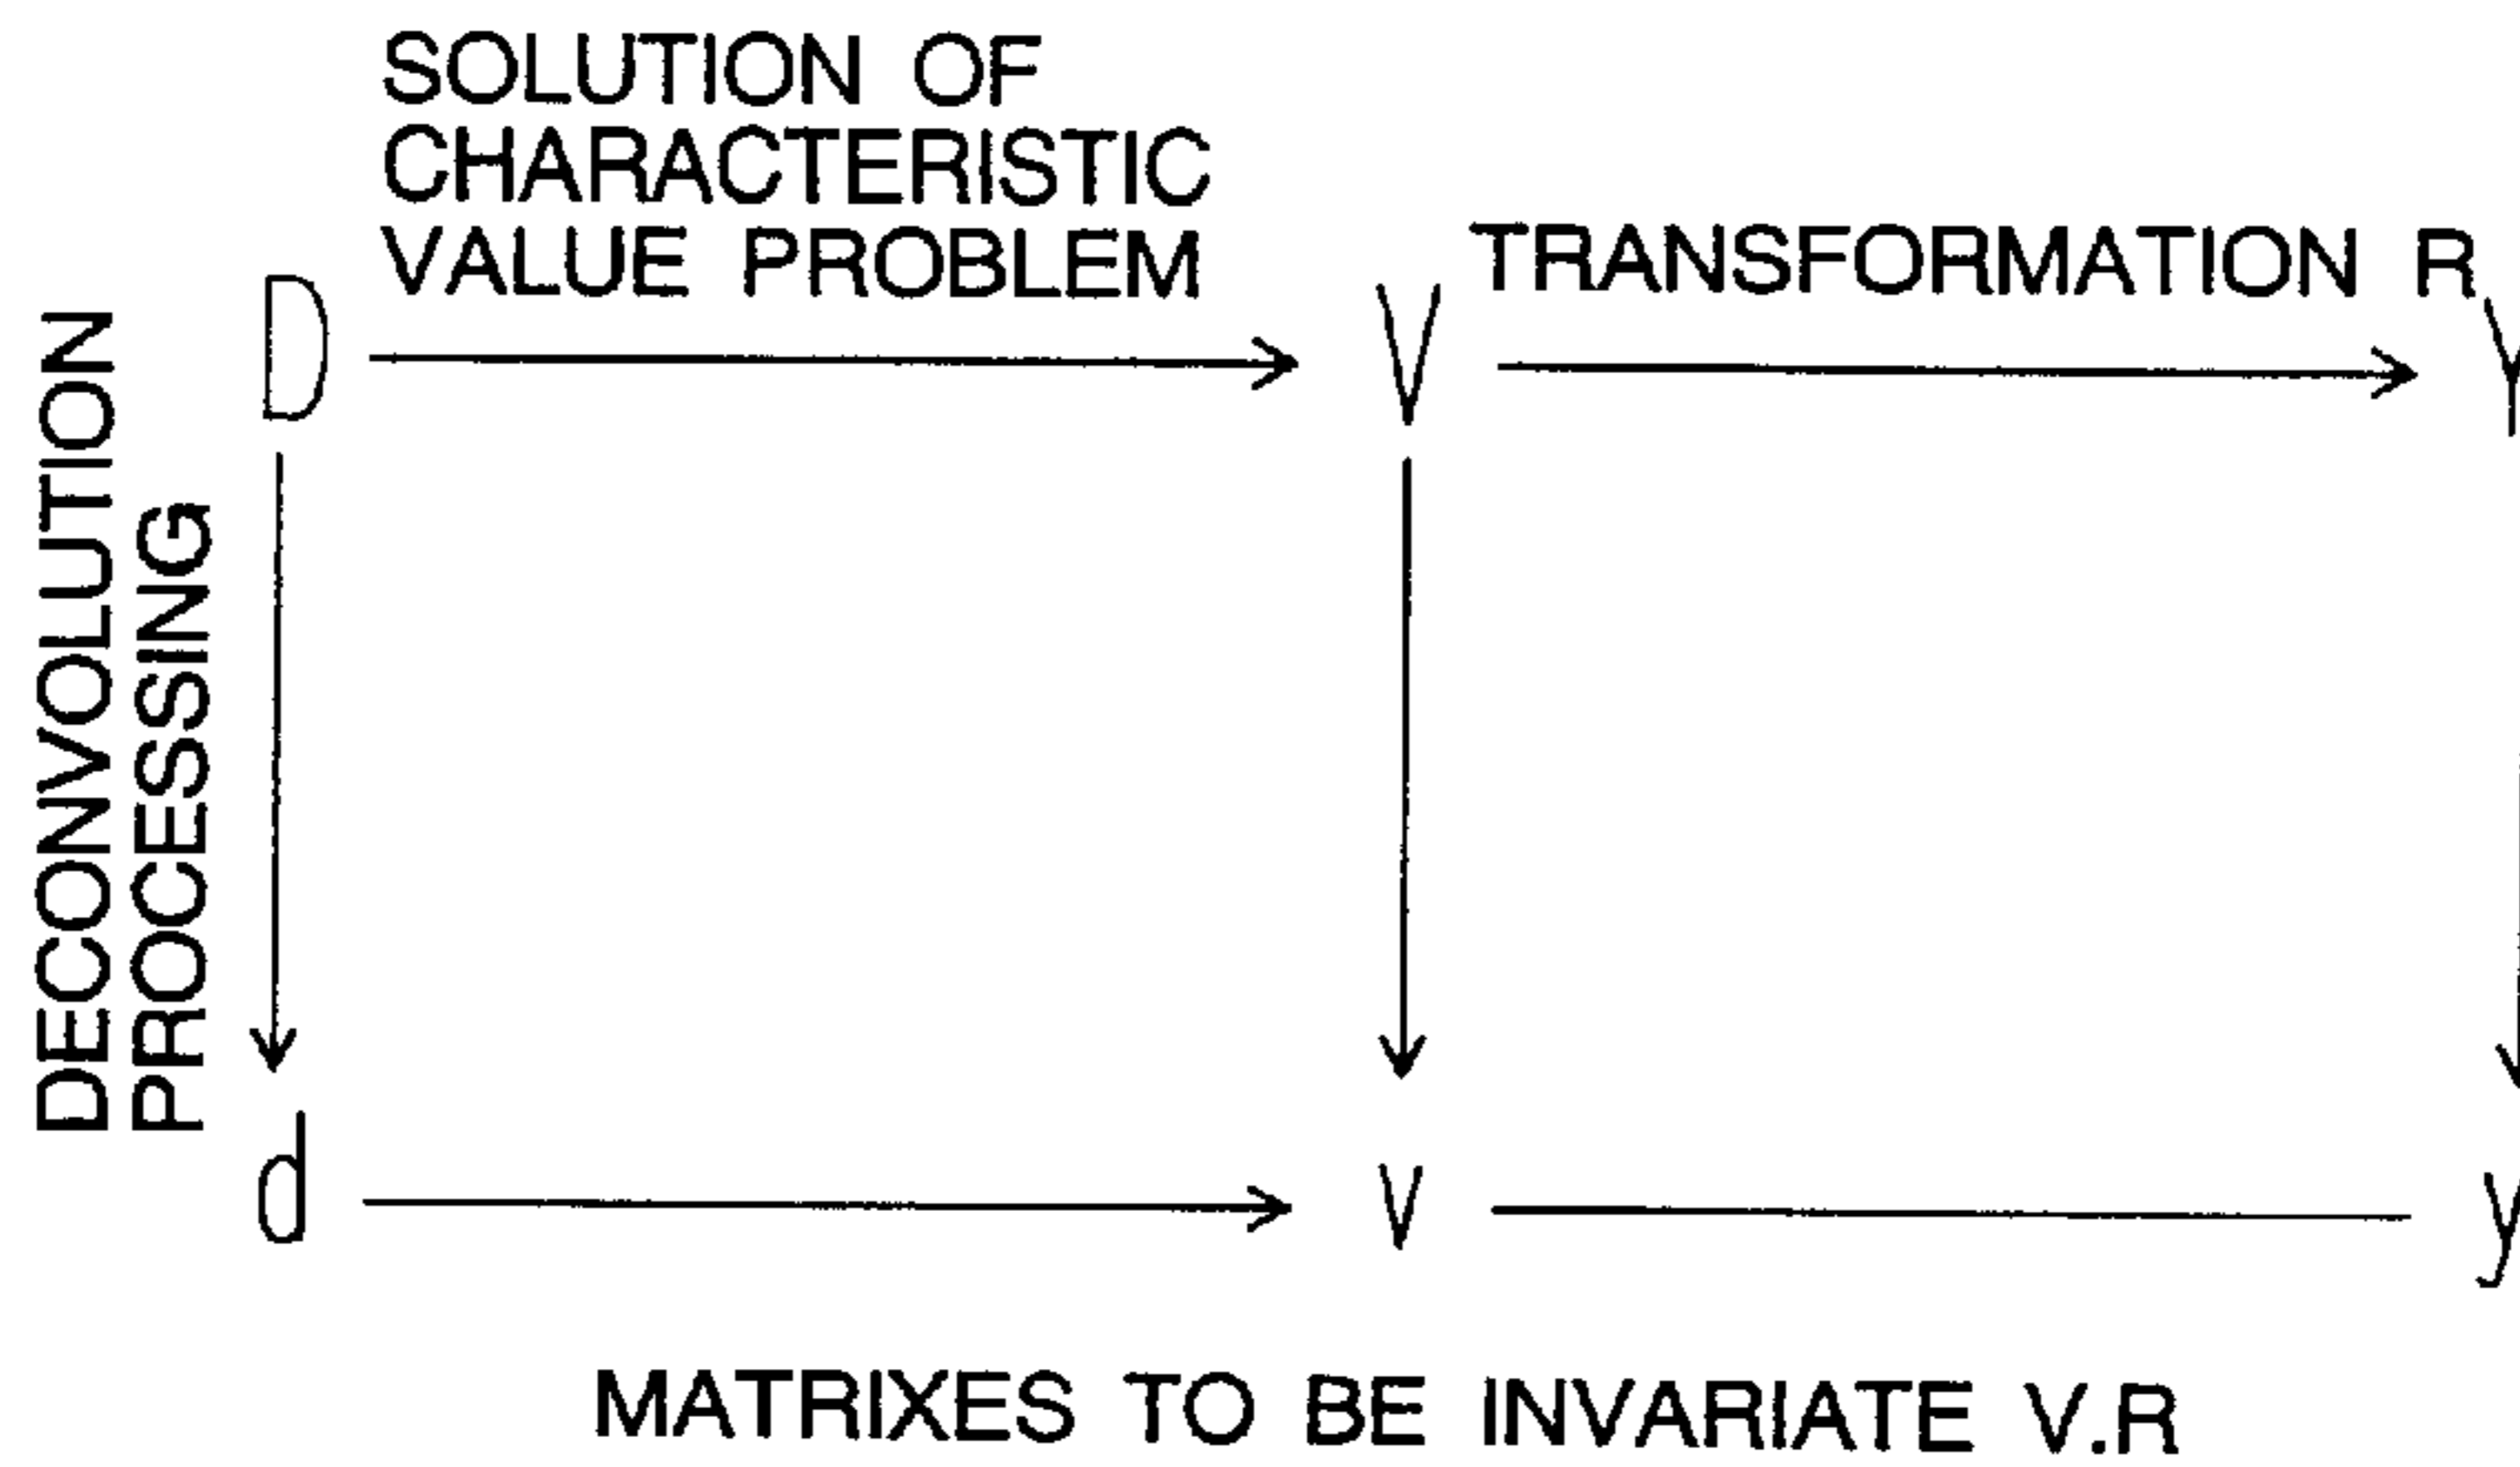 SOLUTION OF
CHARACTERISTIC
VALUE PROBLEM
TRANSFORMATION R
DECONVOLUTION
PROCESSING
D
V
Y
d
v
y
MATRIXES TO BE INVARIATE V.R